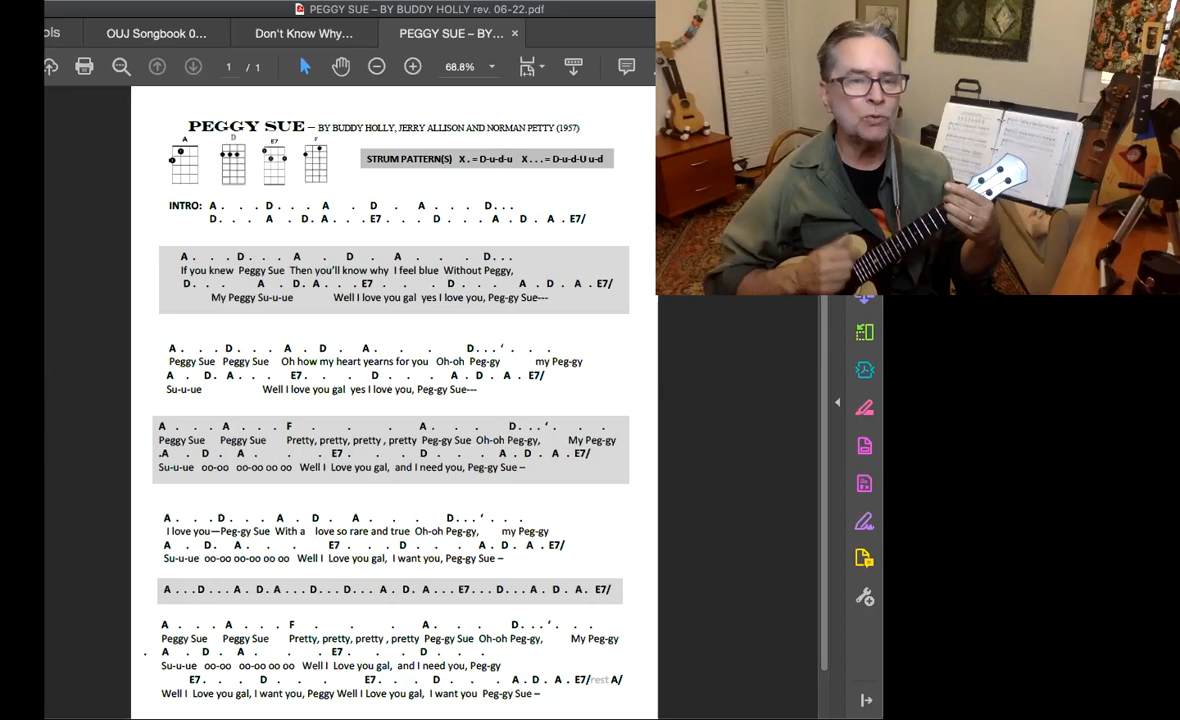 PEGGY SUE – BY BUDDY HOLLY rev. 06-22.pdf
ols OUJ Songbook 0... Don't Know Why... PEGGY SUE – BY... ×
1 / 1 68.8%
PEGGY SUE – BY BUDDY HOLLY, JERRY ALLISON AND NORMAN PETTY (1957)
A D E7 F
STRUM PATTERN(S) X . = D-u-d-u X . . . = D-u-d-U u-d
INTRO: A . . . D . . . A . D . A . . . D . . .
D . . . A . D . A . . . E7 . . . D . . . A . D . A . E7/
A . . . D . . . A . D . A . . . D . . .
If you knew Peggy Sue Then you'll know why I feel blue Without Peggy,
D . . . A . D . A . . . E7 . . . D . . . A . D . A . E7/
My Peggy Su-u-ue Well I love you gal yes I love you, Peg-gy Sue---
A . . . D . . . A . D . A . . . D . . . ‘ . . .
Peggy Sue Peggy Sue Oh how my heart yearns for you Oh-oh Peg-gy my Peg-gy
A . D . A . . . E7 . . . D . . . A . D . A . E7/
Su-u-ue Well I love you gal yes I love you, Peg-gy Sue---
A . . . A . . . F . . . A . . . D . . . ‘ . . .
Peggy Sue Peggy Sue Pretty, pretty, pretty , pretty Peg-gy Sue Oh-oh Peg-gy, My Peg-gy
.A . D . A . . . E7 . . . D . . . A . D . A . E7/
Su-u-ue oo-oo oo-oo oo oo Well I Love you gal, and I need you, Peg-gy Sue –
A . . . D . . . A . D . A . . . D . . . ‘ . . .
I love you—Peg-gy Sue With a love so rare and true Oh-oh Peg-gy, my Peg-gy
A . D . A . . . E7 . . . D . . . A . D . A . E7/
Su-u-ue oo-oo oo-oo oo oo Well I Love you gal, I want you, Peg-gy Sue –
A . . . D . . . A . D . A . . . D . . . D . . . A . D . A . . . E7 . . . D . . . A . D . A . E7/
A . . . A . . . F . . . A . . . D . . . ‘ . . .
Peggy Sue Peggy Sue Pretty, pretty, pretty , pretty Peg-gy Sue Oh-oh Peg-gy, My Peg-gy
. A . D . A . . . E7 . . . D . . .
Su-u-ue oo-oo oo-oo oo oo Well I Love you gal, and I need you, Peg-gy
E7 . . . D . . . E7 . . . D . . . A . D . A . E7/rest A/
Well I Love you gal, I want you, Peggy Well I Love you gal, I want you Peg-gy Sue –